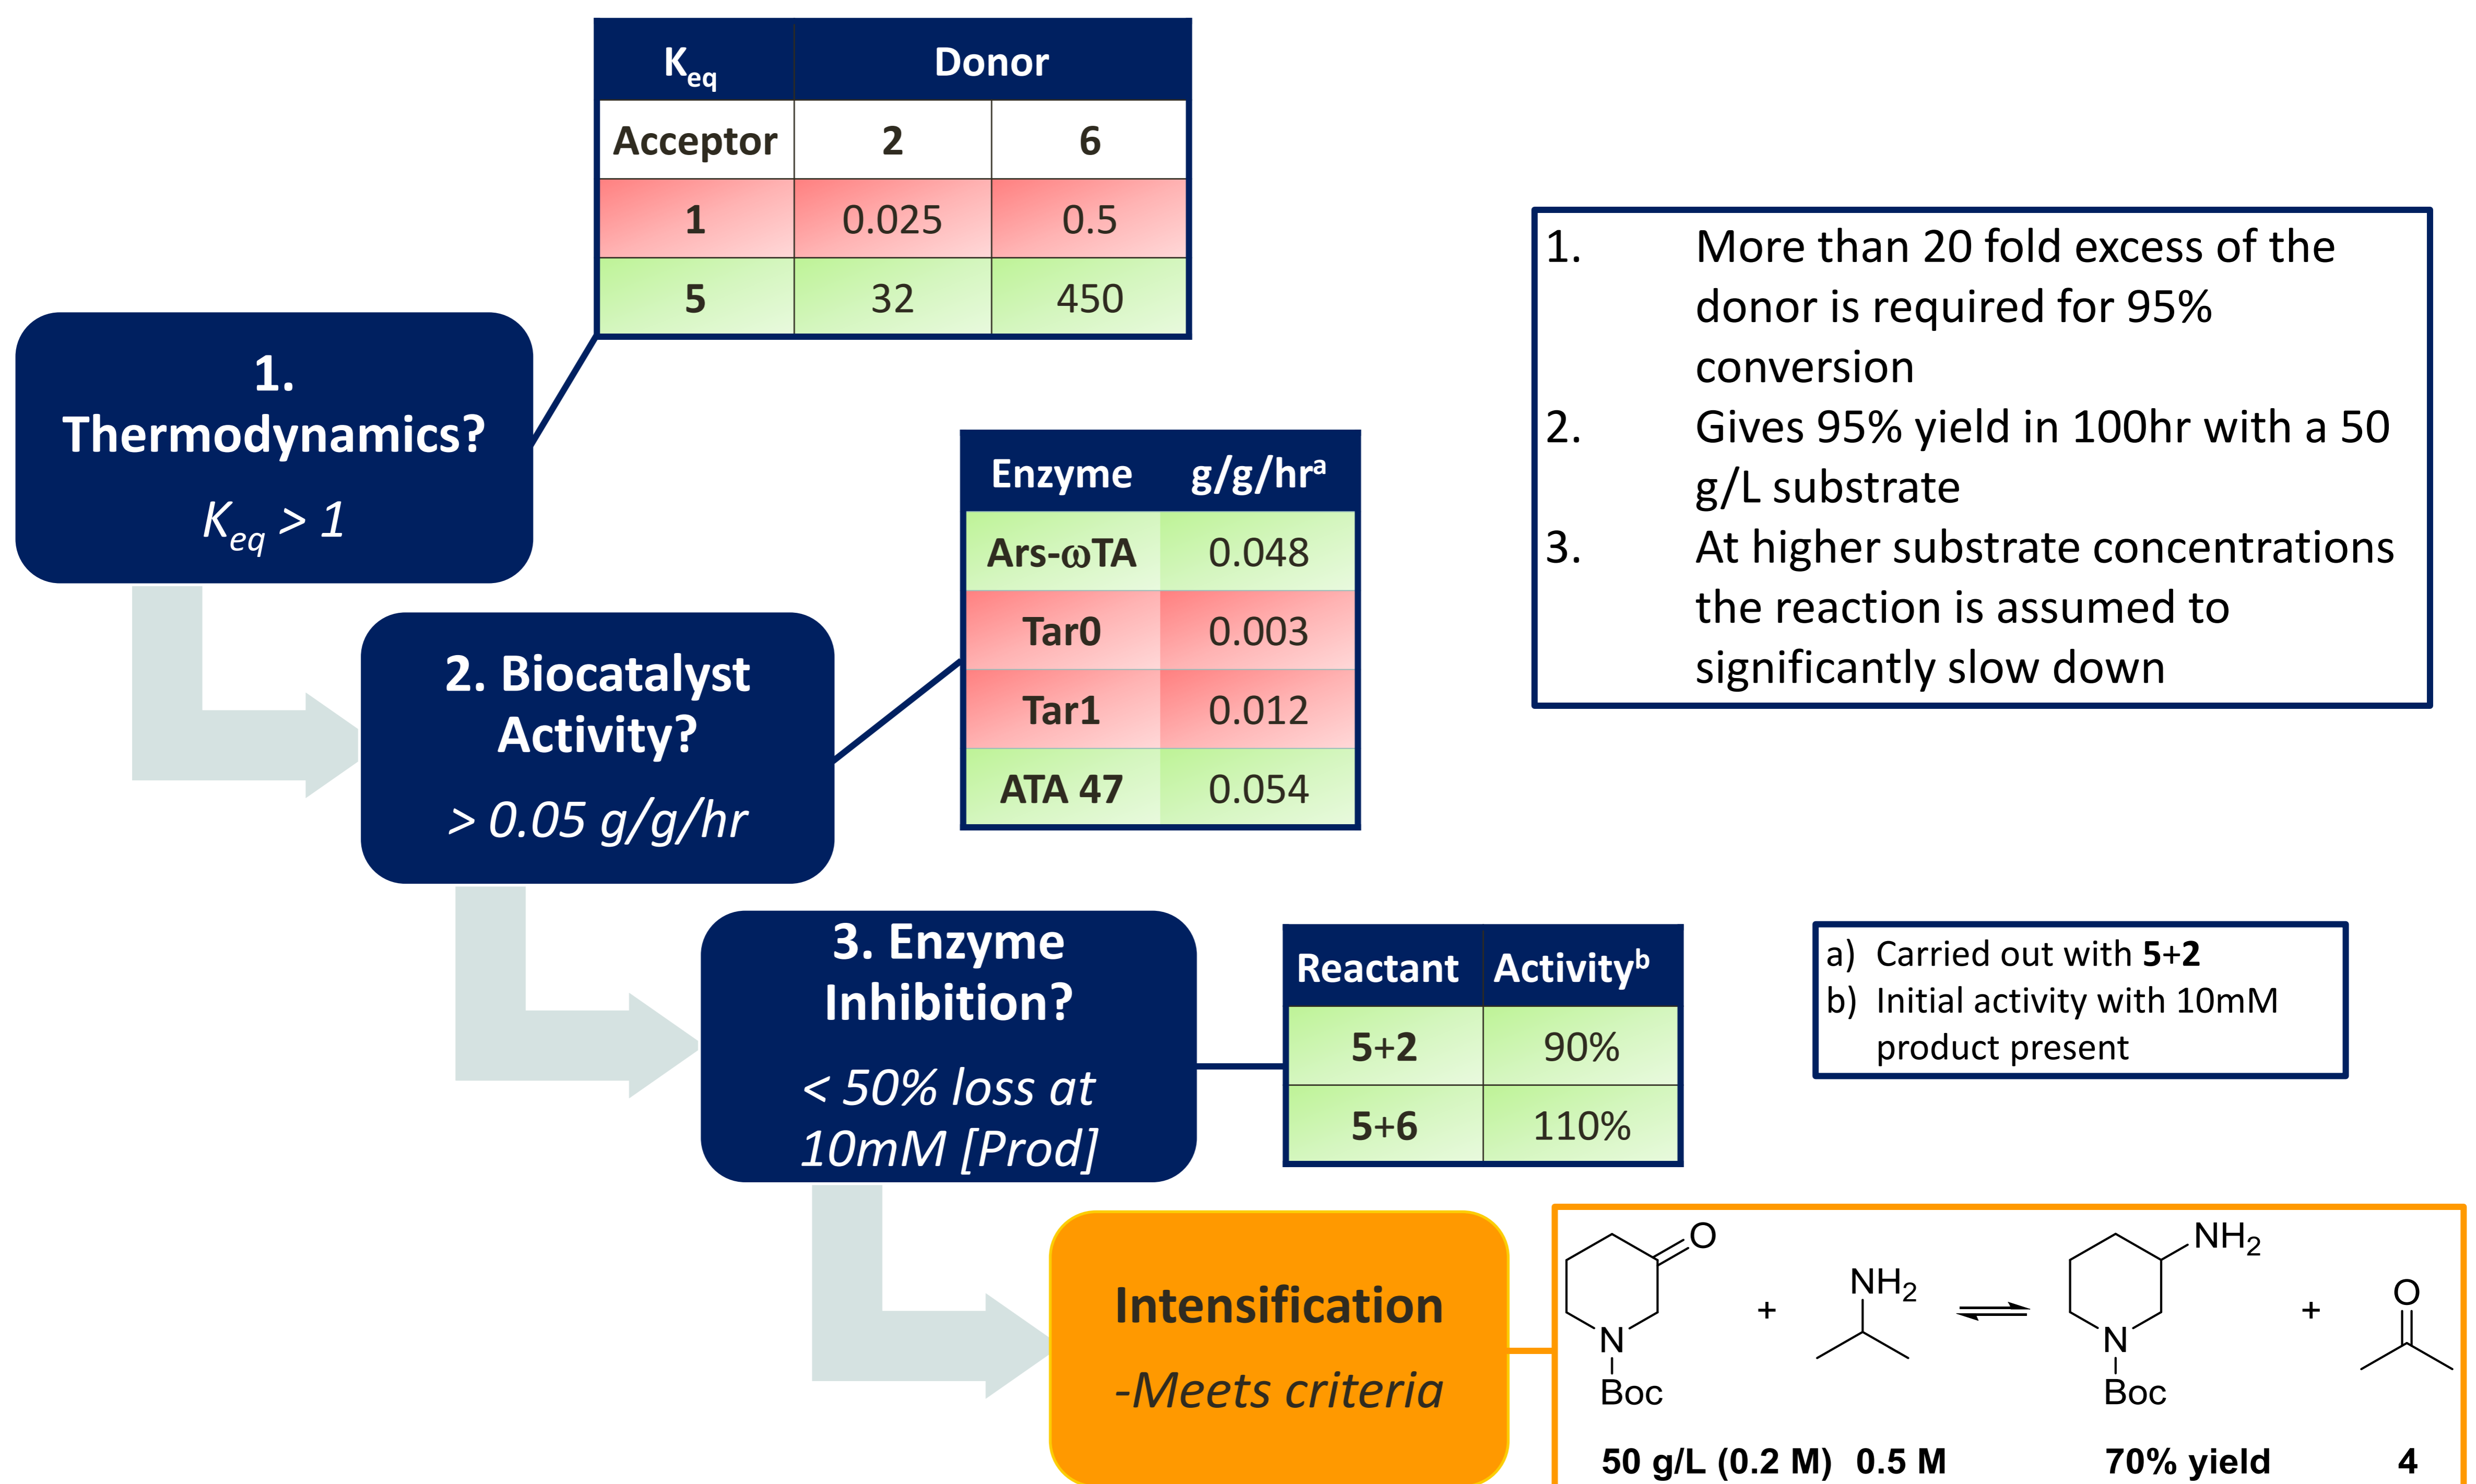 K_eq Donor
Acceptor 2 6
1 0.025 0.5
5 32 450
1.
Thermodynamics?
K_eq > 1
1. More than 20 fold excess of the
donor is required for 95%
conversion
2. Gives 95% yield in 100hr with a 50
g/L substrate
3. At higher substrate concentrations
the reaction is assumed to
significantly slow down
Enzyme g/g/hr^a
Ars-ωTA 0.048
Tar0 0.003
Tar1 0.012
ATA 47 0.054
2. Biocatalyst
Activity?
> 0.05 g/g/hr
3. Enzyme
Inhibition?
< 50% loss at
10mM [Prod]
Reactant Activity^b
5+2 90%
5+6 110%
a) Carried out with 5+2
b) Initial activity with 10mM
product present
Intensification
-Meets criteria
O
N
Boc
+
NH₂
NH₂
N
Boc
+
O
50 g/L (0.2 M) 0.5 M 70% yield 4